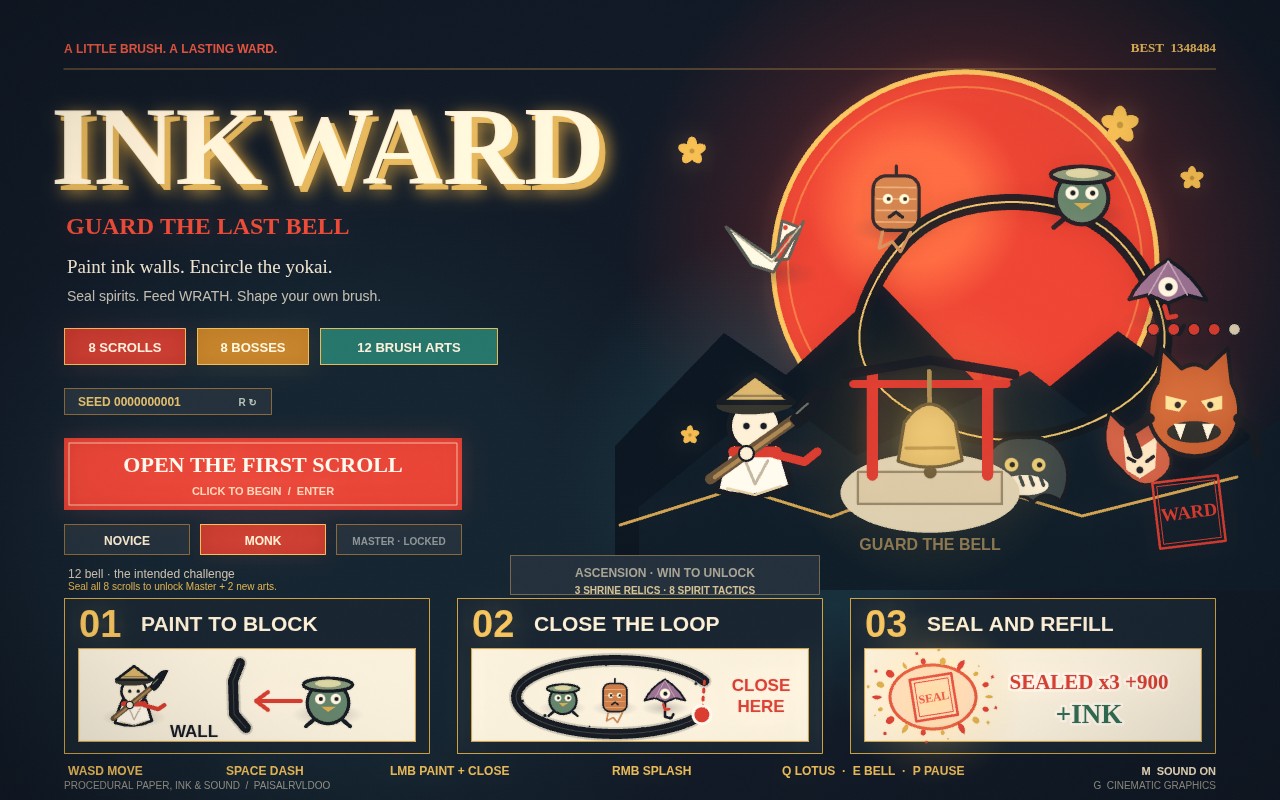 A LITTLE BRUSH. A LASTING WARD.
BEST 1348484
INKWARD
GUARD THE LAST BELL
Paint ink walls. Encircle the yokai.
Seal spirits. Feed WRATH. Shape your own brush.
8 SCROLLS
8 BOSSES
12 BRUSH ARTS
SEED 0000000001
R ↻
OPEN THE FIRST SCROLL
CLICK TO BEGIN / ENTER
NOVICE
MONK
MASTER · LOCKED
12 bell · the intended challenge
Seal all 8 scrolls to unlock Master + 2 new arts.
WARD
GUARD THE BELL
ASCENSION · WIN TO UNLOCK
3 SHRINE RELICS · 8 SPIRIT TACTICS
01 PAINT TO BLOCK
WALL
02 CLOSE THE LOOP
CLOSE
HERE
03 SEAL AND REFILL
SEAL
SEALED x3 +900
+INK
WASD MOVE
SPACE DASH
LMB PAINT + CLOSE
RMB SPLASH
Q LOTUS · E BELL · P PAUSE
M SOUND ON
PROCEDURAL PAPER, INK & SOUND / PAISALRVLDOO
G CINEMATIC GRAPHICS